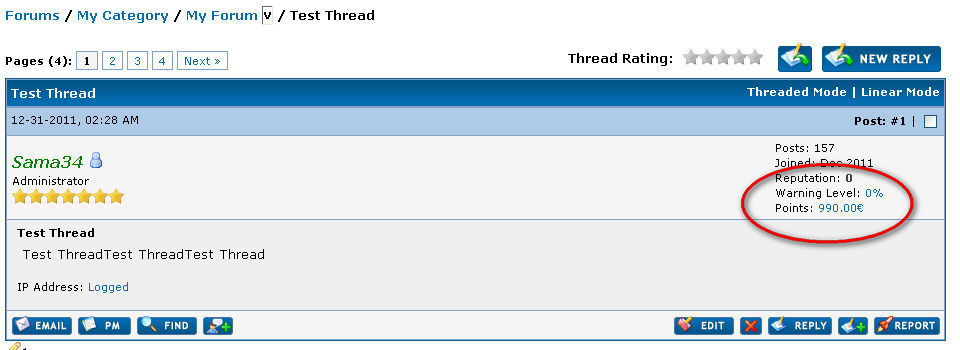 Forums / My Category / My Forum v / Test Thread
Pages (4): 1 2 3 4 Next »
Thread Rating:
NEW REPLY
Test Thread
Threaded Mode | Linear Mode
12-31-2011, 02:28 AM
Post: #1 |
Sama34
Administrator
Posts: 157
Joined: Dec 2011
Reputation: 0
Warning Level: 0%
Points: 990.00€
Test Thread
Test ThreadTest ThreadTest Thread
IP Address: Logged
EMAIL PM FIND
EDIT REPLY REPORT